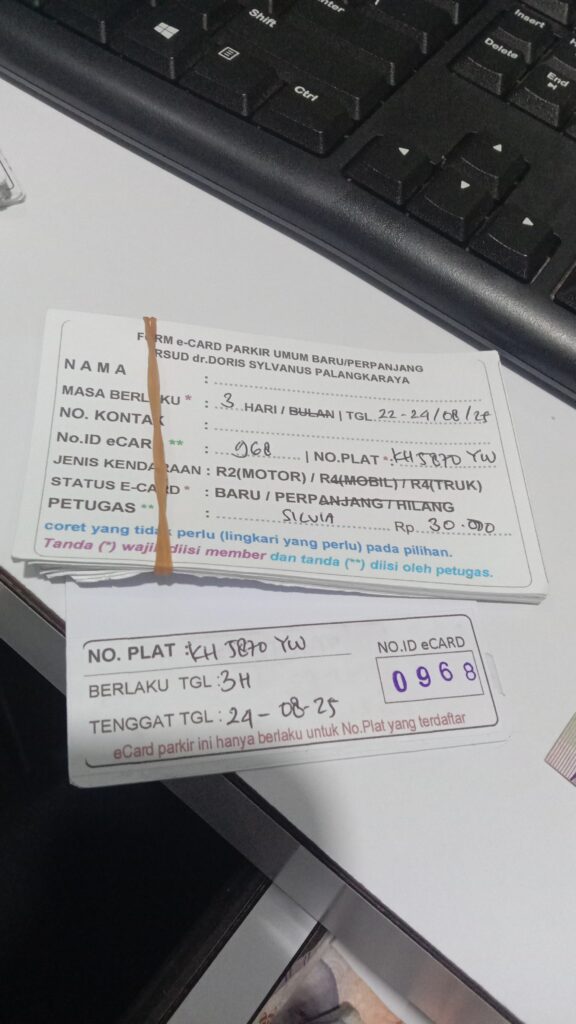 Enter
Shift
Insert
Delete
End
Ctrl
FORM e-CARD PARKIR UMUM BARU/PERPANJANG
RSUD dr.DORIS SYLVANUS PALANGKARAYA
NAMA :
MASA BERLAKU * : 3 HARI / BULAN | TGL 22-24/08/25
NO. KONTAK :
No.ID eCARD ** : 968 | NO.PLAT * KH 5870 YW
JENIS KENDARAAN : R2(MOTOR) / R4(MOBIL) / R4(TRUK)
STATUS E-CARD * : BARU / PERPANJANG / HILANG
PETUGAS ** : SILVIA Rp. 30.000
coret yang tidak perlu (lingkari yang perlu) pada pilihan.
Tanda (*) wajib diisi member dan tanda (**) diisi oleh petugas.
NO. PLAT : KH 5870 YW
NO.ID eCARD
0968
BERLAKU TGL : 3H
TENGGAT TGL : 24-08-25
eCard parkir ini hanya berlaku untuk No.Plat yang terdaftar